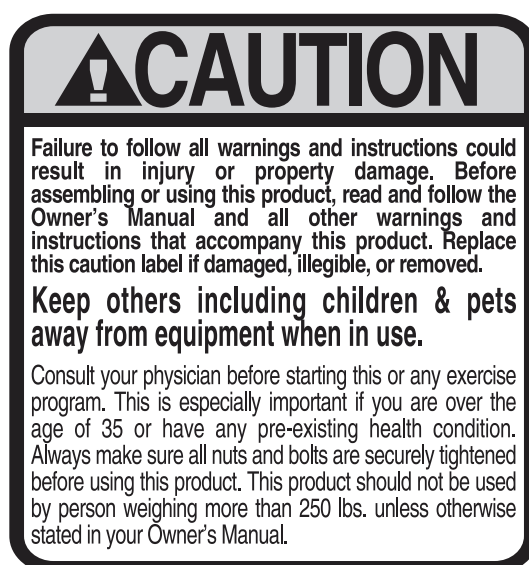 CAUTION
Failure to follow all warnings and instructions could
result in injury or property damage. Before
assembling or using this product, read and follow the
Owner's Manual and all other warnings and
instructions that accompany this product. Replace
this caution label if damaged, illegible, or removed.
Keep others including children & pets
away from equipment when in use.
Consult your physician before starting this or any exercise
program. This is especially important if you are over the
age of 35 or have any pre-existing health condition.
Always make sure all nuts and bolts are securely tightened
before using this product. This product should not be used
by person weighing more than 250 lbs. unless otherwise
stated in your Owner's Manual.